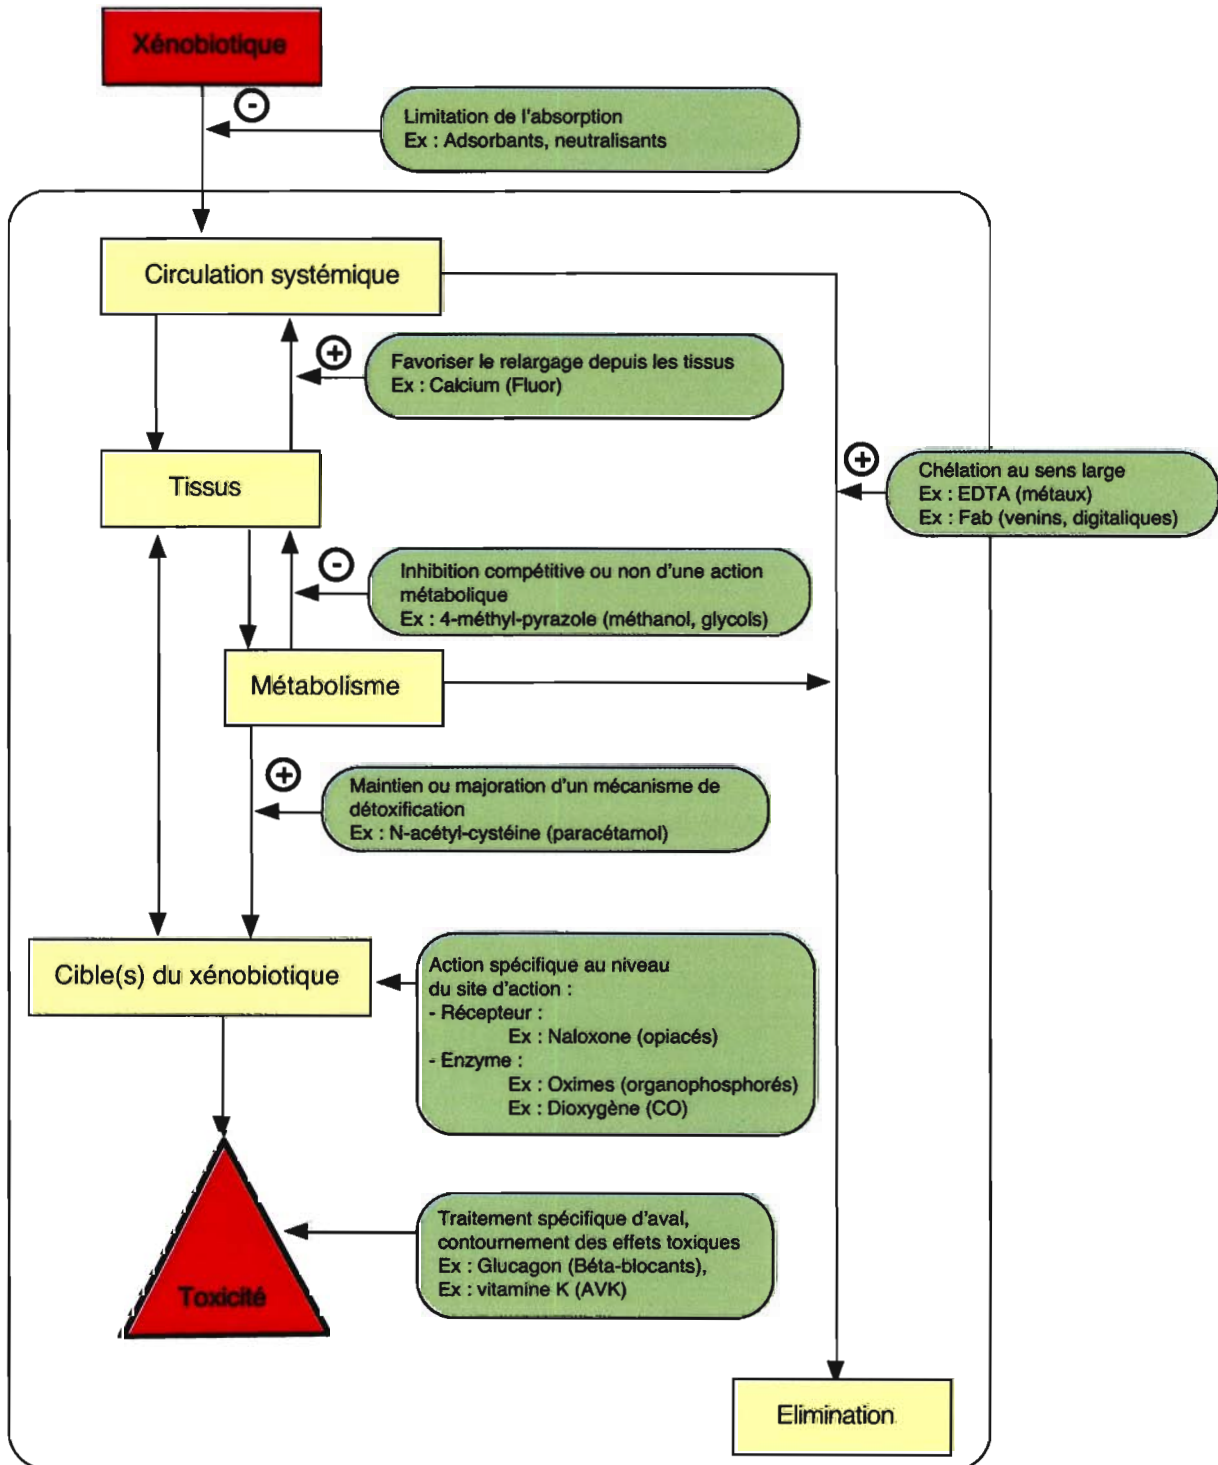 Xénobiotique
-
Limitation de l'absorption
Ex : Adsorbants, neutralisants
Circulation systémique
+
Favoriser le relargage depuis les tissus
Ex : Calcium (Fluor)
Tissus
+
Chélation au sens large
Ex : EDTA (métaux)
Ex : Fab (venins, digitaliques)
-
Inhibition compétitive ou non d'une action
métabolique
Ex : 4-méthyl-pyrazole (méthanol, glycols)
Métabolisme
+
Maintien ou majoration d'un mécanisme de
détoxification
Ex : N-acétyl-cystéine (paracétamol)
Cible(s) du xénobiotique
Action spécifique au niveau
du site d'action :
- Récepteur :
Ex : Naloxone (opiacés)
- Enzyme :
Ex : Oximes (organophosphorés)
Ex : Dioxygène (CO)
Traitement spécifique d'aval,
contournement des effets toxiques
Ex : Glucagon (Béta-blocants),
Ex : vitamine K (AVK)
Toxicité
Elimination